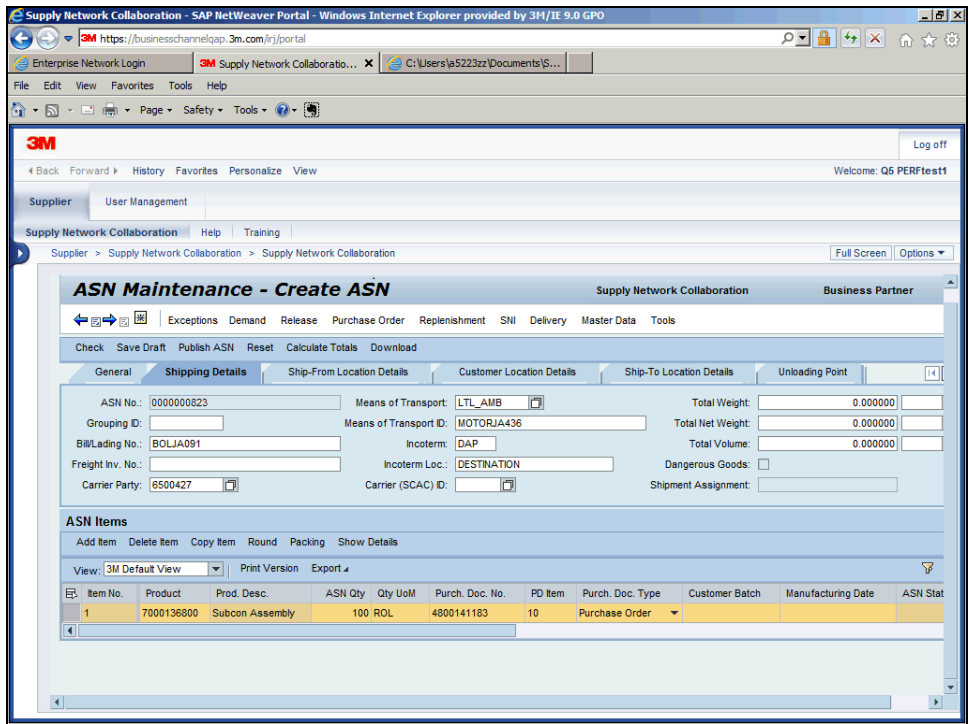 Supply Network Collaboration - SAP NetWeaver Portal - Windows Internet Explorer provided by 3M/IE 9.0 GPO
3M https://businesschannelqap.3m.com/irj/portal
Enterprise Network Login
3M Supply Network Collaboratio... X
C:\Users\a5223zz\Documents\S...
File Edit View Favorites Tools Help
Page Safety Tools
3M
Log off
Back Forward History Favorites Personalize View
Welcome: Q5 PERFtest1
Supplier User Management
Supply Network Collaboration Help Training
Supplier > Supply Network Collaboration > Supply Network Collaboration
Full Screen Options
ASN Maintenance - Create ASN Supply Network Collaboration Business Partner
Exceptions Demand Release Purchase Order Replenishment SNI Delivery Master Data Tools
Check Save Draft Publish ASN Reset Calculate Totals Download
General Shipping Details Ship-From Location Details Customer Location Details Ship-To Location Details Unloading Point
ASN No.: 0000000823 Means of Transport: LTL_AMB Total Weight: 0.000000
Grouping ID: Means of Transport ID: MOTORJA436 Total Net Weight: 0.000000
Bill/Lading No.: BOLJA091 Incoterm: DAP Total Volume: 0.000000
Freight Inv. No.: Incoterm Loc.: DESTINATION Dangerous Goods:
Carrier Party: 6500427 Carrier (SCAC) ID: Shipment Assignment:
ASN Items
Add Item Delete Item Copy Item Round Packing Show Details
View: 3M Default View Print Version Export
Item No. Product Prod. Desc. ASN Qty Qty UoM Purch. Doc. No. PD Item Purch. Doc. Type Customer Batch Manufacturing Date ASN Stat
1 7000136800 Subcon Assembly 100 ROL 4800141183 10 Purchase Order